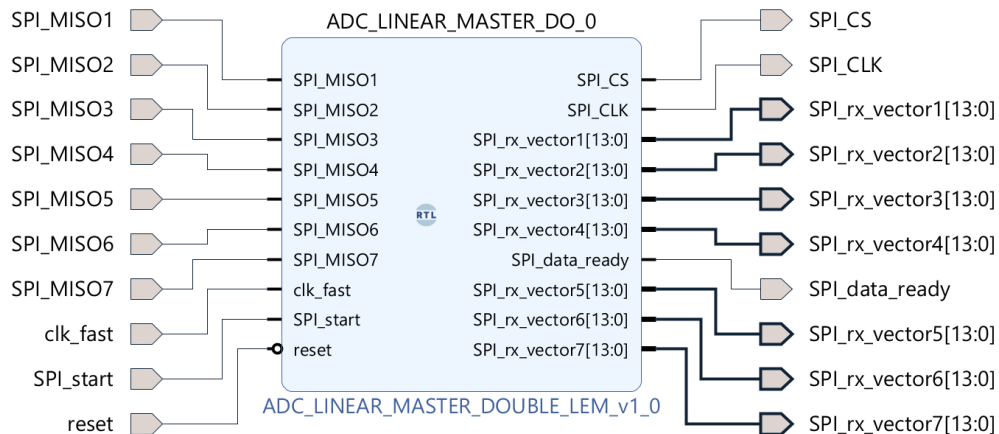 ADC_LINEAR_MASTER_DO_0
SPI_MISO1
SPI_MISO2
SPI_MISO3
SPI_MISO4
SPI_MISO5
SPI_MISO6
SPI_MISO7
clk_fast
SPI_start
reset
SPI_MISO1
SPI_MISO2
SPI_MISO3
SPI_MISO4
SPI_MISO5
SPI_MISO6
SPI_MISO7
clk_fast
SPI_start
reset
RTL
SPI_CS
SPI_CLK
SPI_rx_vector1[13:0]
SPI_rx_vector2[13:0]
SPI_rx_vector3[13:0]
SPI_rx_vector4[13:0]
SPI_data_ready
SPI_rx_vector5[13:0]
SPI_rx_vector6[13:0]
SPI_rx_vector7[13:0]
SPI_CS
SPI_CLK
SPI_rx_vector1[13:0]
SPI_rx_vector2[13:0]
SPI_rx_vector3[13:0]
SPI_rx_vector4[13:0]
SPI_data_ready
SPI_rx_vector5[13:0]
SPI_rx_vector6[13:0]
SPI_rx_vector7[13:0]
ADC_LINEAR_MASTER_DOUBLE_LEM_v1_0